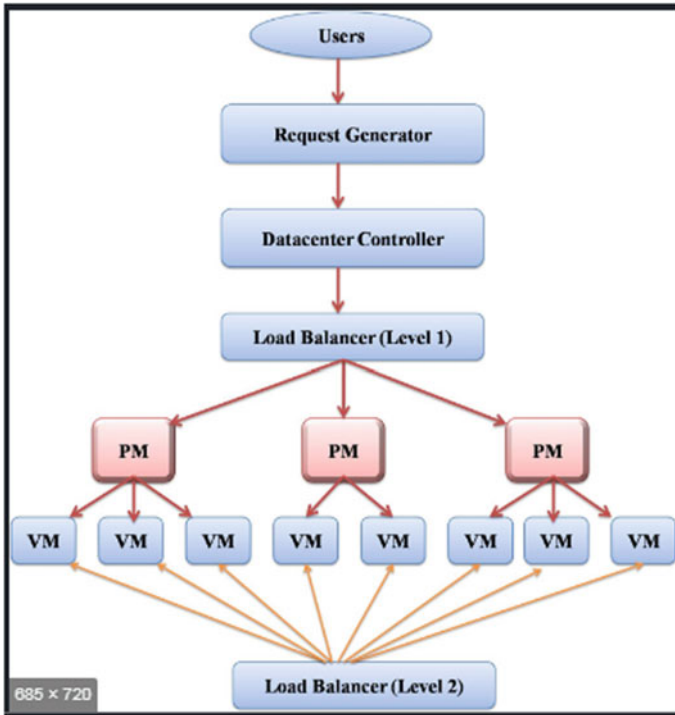 Users
Request Generator
Datacenter Controller
Load Balancer (Level 1)
PM
PM
PM
VM
VM
VM
VM
VM
VM
VM
VM
Load Balancer (Level 2)
685 × 720